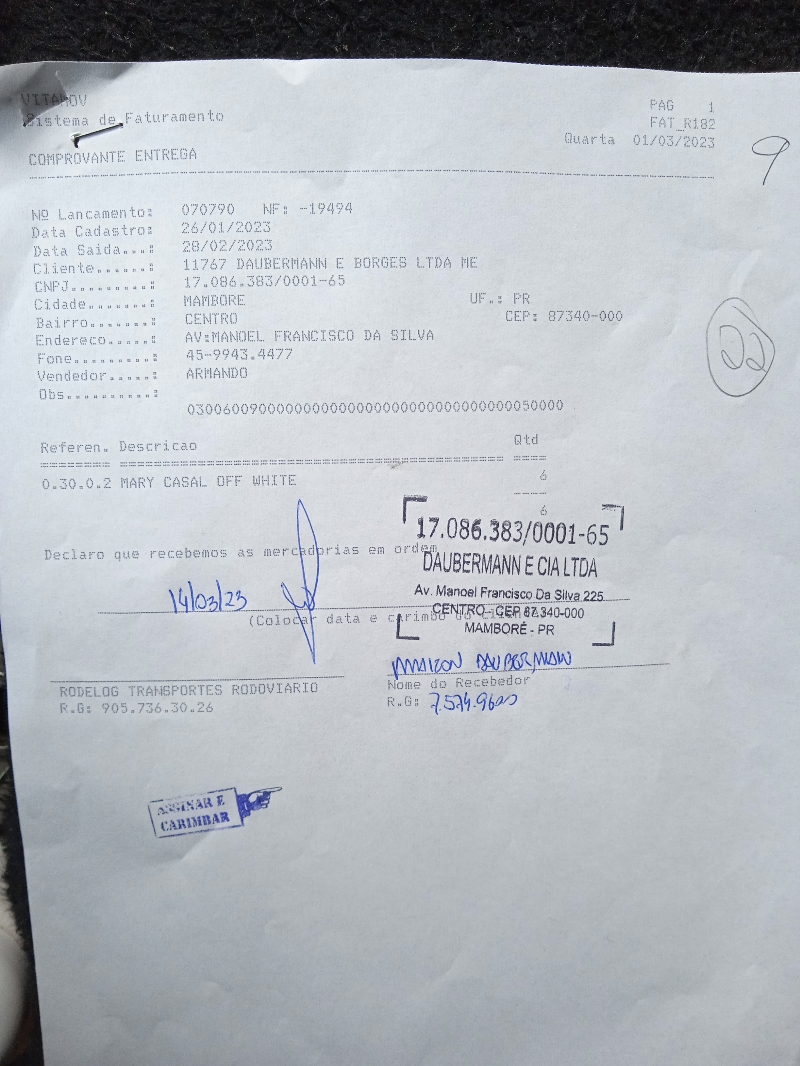 VITANOV
Sistema de Faturamento
PAG 1
FAT_R182
Quarta 01/03/2023
9
COMPROVANTE ENTREGA
Nº Lancamento: 070790 NF: -19494
Data Cadastro: 26/01/2023
Data Saida...: 28/02/2023
Cliente......: 11767 DAUBERMANN E BORGES LTDA ME
CNPJ.........: 17.086.383/0001-65
Cidade.......: MAMBORE UF.: PR
Bairro.......: CENTRO CEP: 87340-000
Endereco.....: AV:MANOEL FRANCISCO DA SILVA
Fone.........: 45-9943.4477
Vendedor.....: ARMANDO
Obs..........:
22
Referen. Descricao Qtd
0.30.0.2 MARY CASAL OFF WHITE 6
6
Declaro que recebemos as mercadorias em ordem
17.086.383/0001-65
DAUBERMANN E CIA LTDA
Av. Manoel Francisco Da Silva 225
CENTRO - CEP 87.340-000
MAMBORÉ - PR
14/03/23
(Colocar data e carimbo do Cliente)
RODELOG TRANSPORTES RODOVIARIO
R.G: 905.736.30.26
DAUBERMANN
Nome do Recebedor
R.G:
ASSINAR E
CARIMBAR